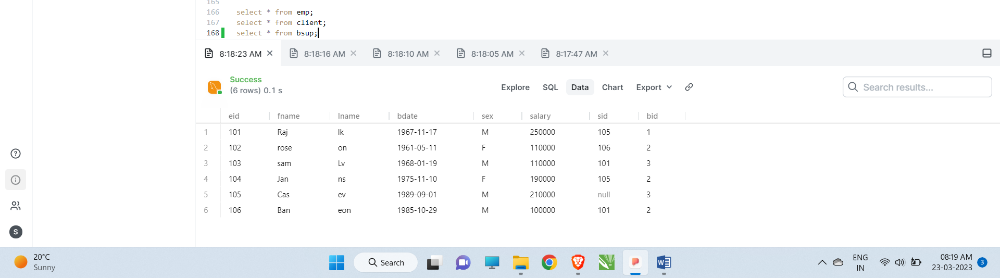 165
166 select * from emp;
167 select * from client;
168 select * from bsup;
8:18:23 AM 8:18:16 AM 8:18:10 AM 8:18:05 AM 8:17:47 AM
Success
(6 rows) 0.1 s
Explore SQL Data Chart Export
Search results...
eid fname lname bdate sex salary sid bid
1 101 Raj lk 1967-11-17 M 250000 105 1
2 102 rose on 1961-05-11 F 110000 106 2
3 103 sam Lv 1968-01-19 M 110000 101 3
4 104 Jan ns 1975-11-10 F 190000 105 2
5 105 Cas ev 1989-09-01 M 210000 null 3
6 106 Ban eon 1985-10-29 M 100000 101 2
S
20°C
Sunny
Search
ENG
IN
08:19 AM
23-03-2023
3